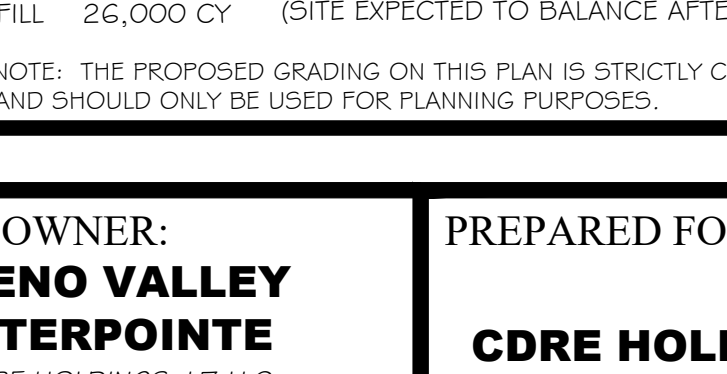 FILL 26,000 CY (SITE EXPECTED TO BALANCE AFTE
NOTE: THE PROPOSED GRADING ON THIS PLAN IS STRICTLY C
AND SHOULD ONLY BE USED FOR PLANNING PURPOSES.
OWNER:
ENO VALLEY
TERPOINTE
PREPARED FO
CDRE HOL